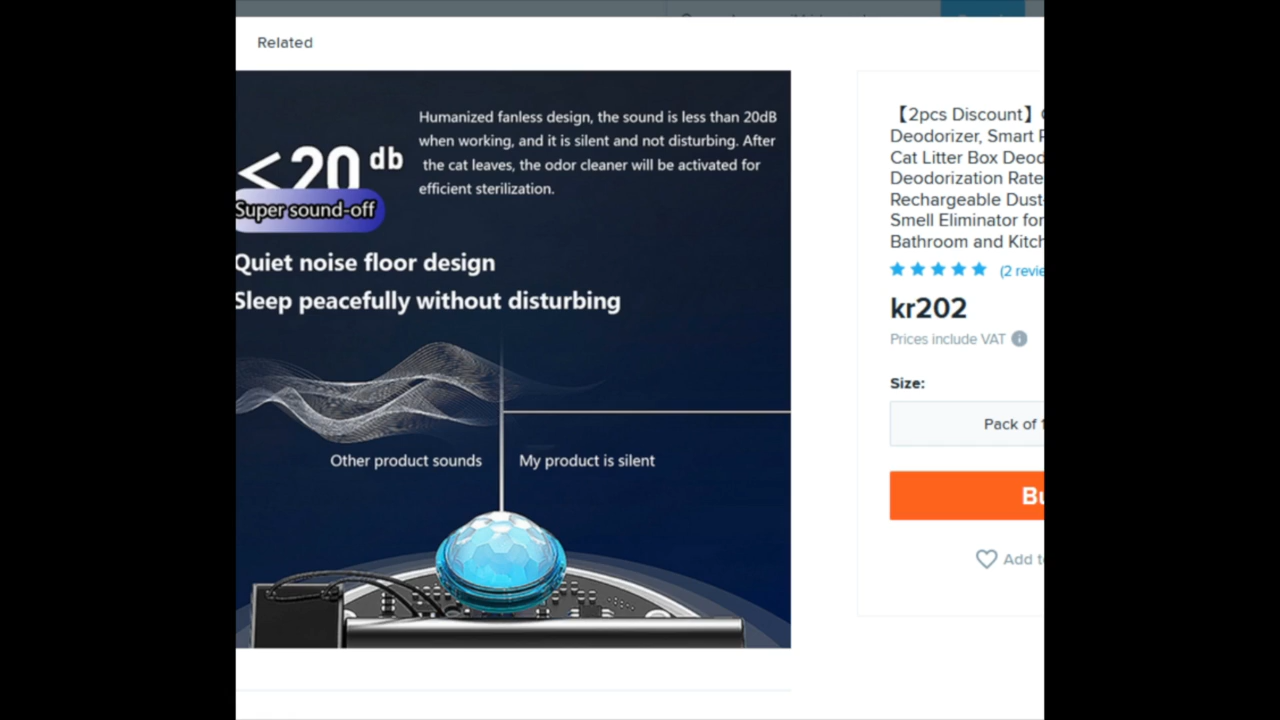 Related
Humanized fanless design, the sound is less than 20dB
when working, and it is silent and not disturbing. After
the cat leaves, the odor cleaner will be activated for
efficient sterilization.
<20 db
Super sound-off
Quiet noise floor design
Sleep peacefully without disturbing
Other product sounds
My product is silent
【2pcs Discount】
Deodorizer, Smart
Cat Litter Box Deod
Deodorization Rate
Rechargeable Dust-
Smell Eliminator for
Bathroom and Kitch
(2 revie
kr202
Prices include VAT
Size:
Pack of 1
Bu
Add to